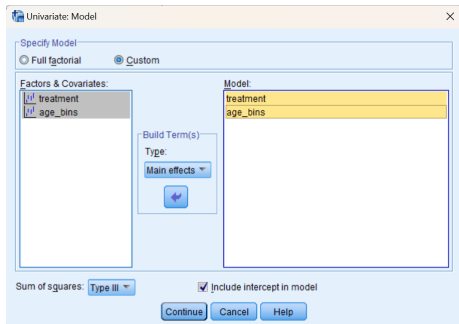 Univariate: Model
Specify Model
Full factorial Custom
Factors & Covariates: Model:
treatment treatment
age_bins age_bins
Build Term(s)
Type:
Main effects
Sum of squares: Type III Include intercept in model
Continue Cancel Help